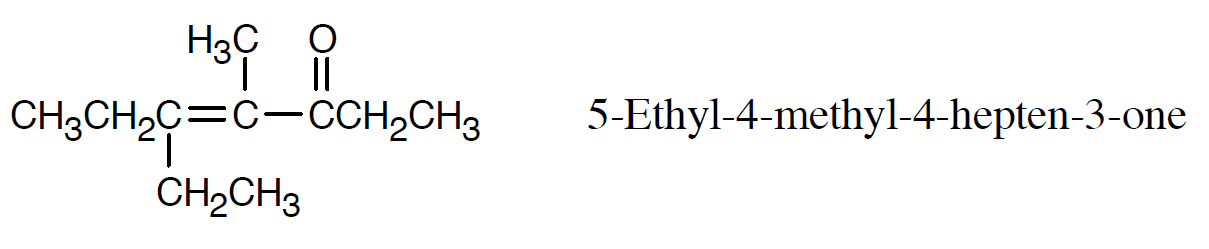 H3C O
CH3CH2C=C—CCH2CH3 5-Ethyl-4-methyl-4-hepten-3-one
CH2CH3